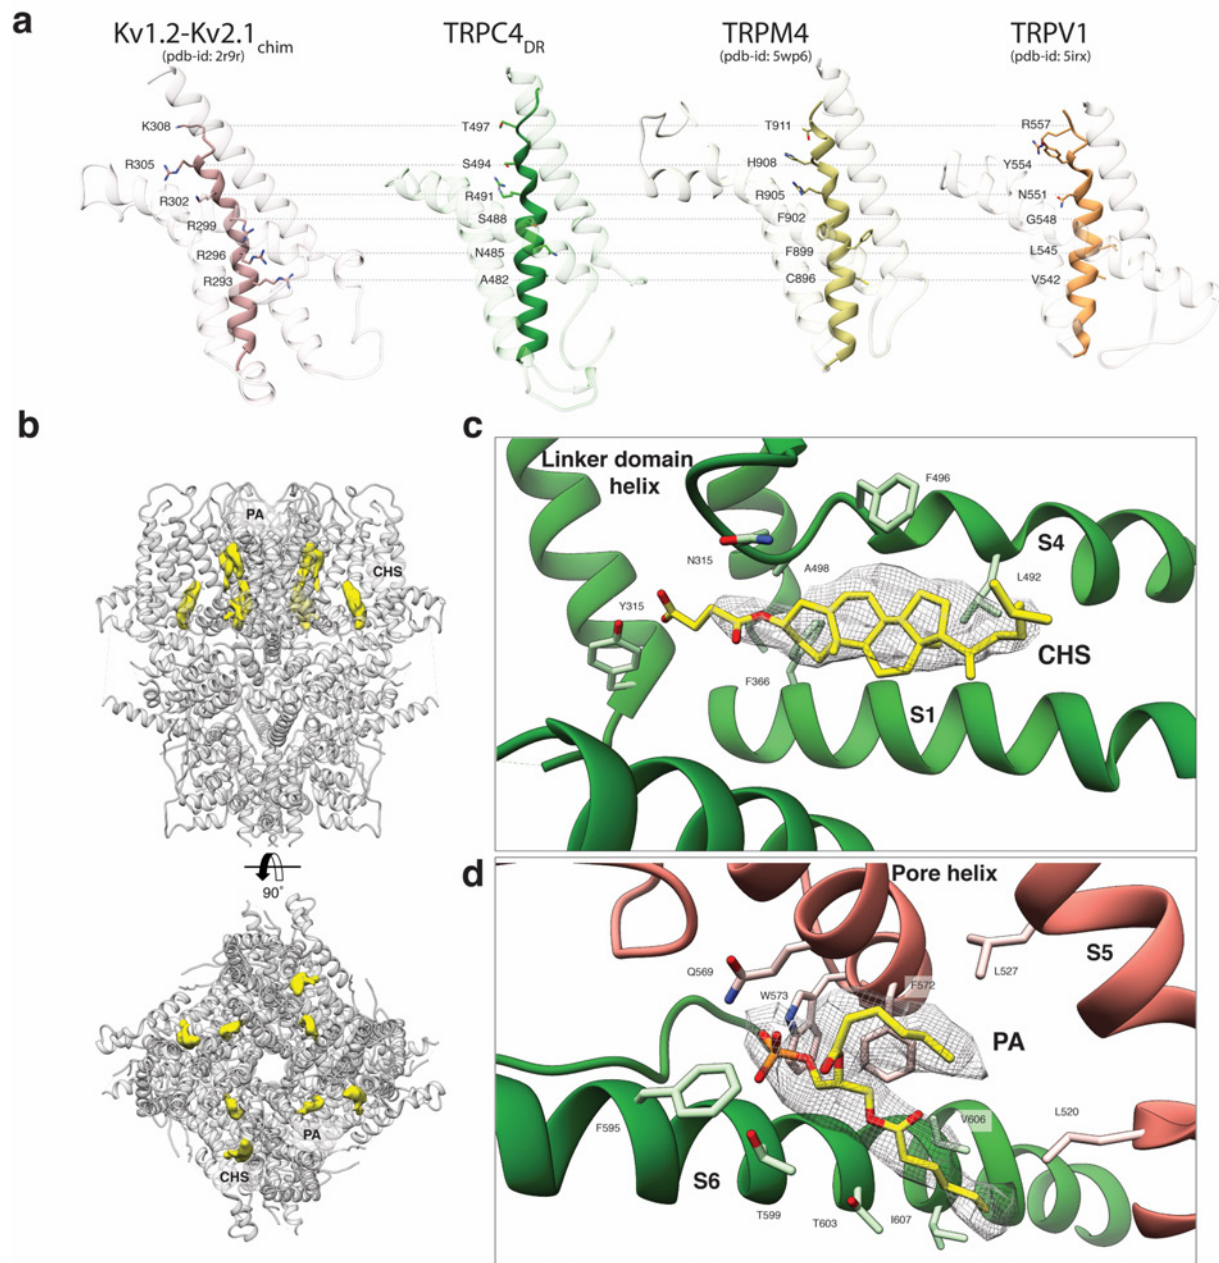 a
Kv1.2-Kv2.1chim
(pdb-id: 2r9r)
TRPC4DR
TRPM4
(pdb-id: 5wp6)
TRPV1
(pdb-id: 5irx)
K308
R305
R302
R299
R296
R293
T497
S494
R491
S488
N485
A482
T911
H908
R905
F902
F899
C896
R557
Y554
N551
G548
L545
V542
b
PA
CHS
90°
PA
CHS
c
Linker domain
helix
F496
S4
N315
A498
L492
Y315
CHS
F366
S1
d
Pore helix
S5
L527
Q569
F572
W573
PA
V606
L520
F595
S6
T599
T603
I607